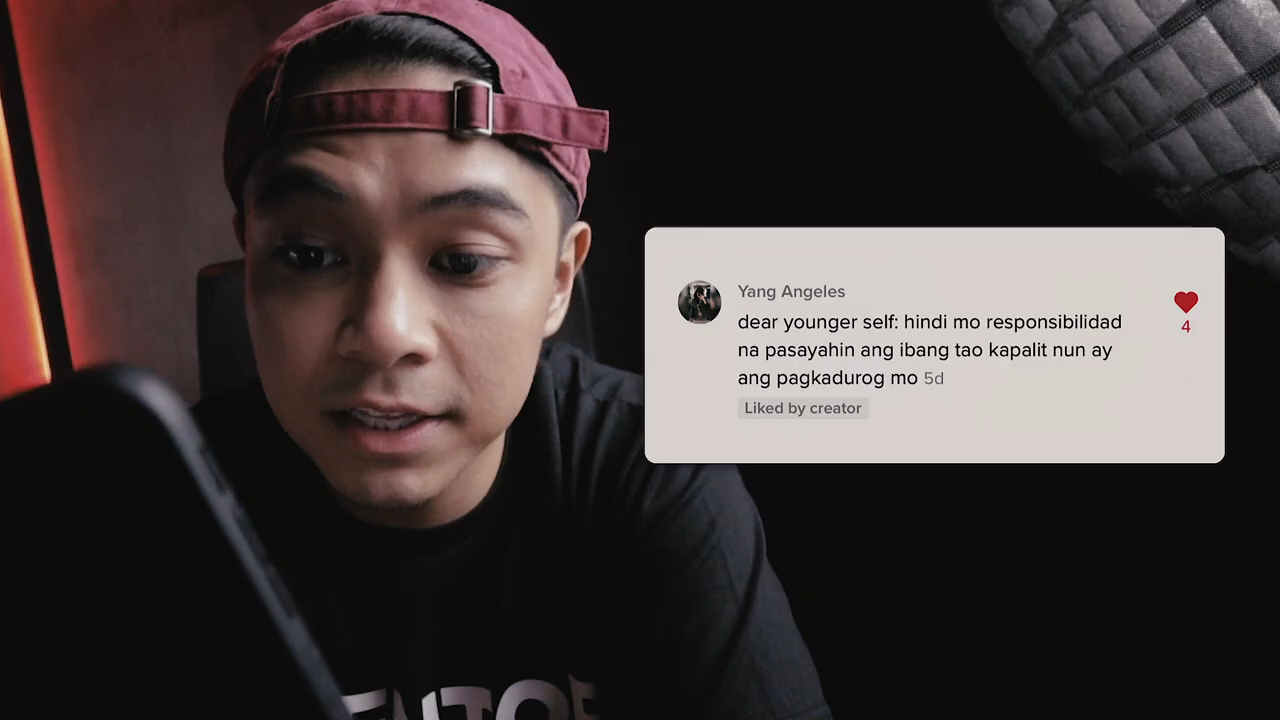 Yang Angeles
dear younger self: hindi mo responsibilidad
na pasayahin ang ibang tao kapalit nun ay
ang pagkadurog mo 5d
Liked by creator
4